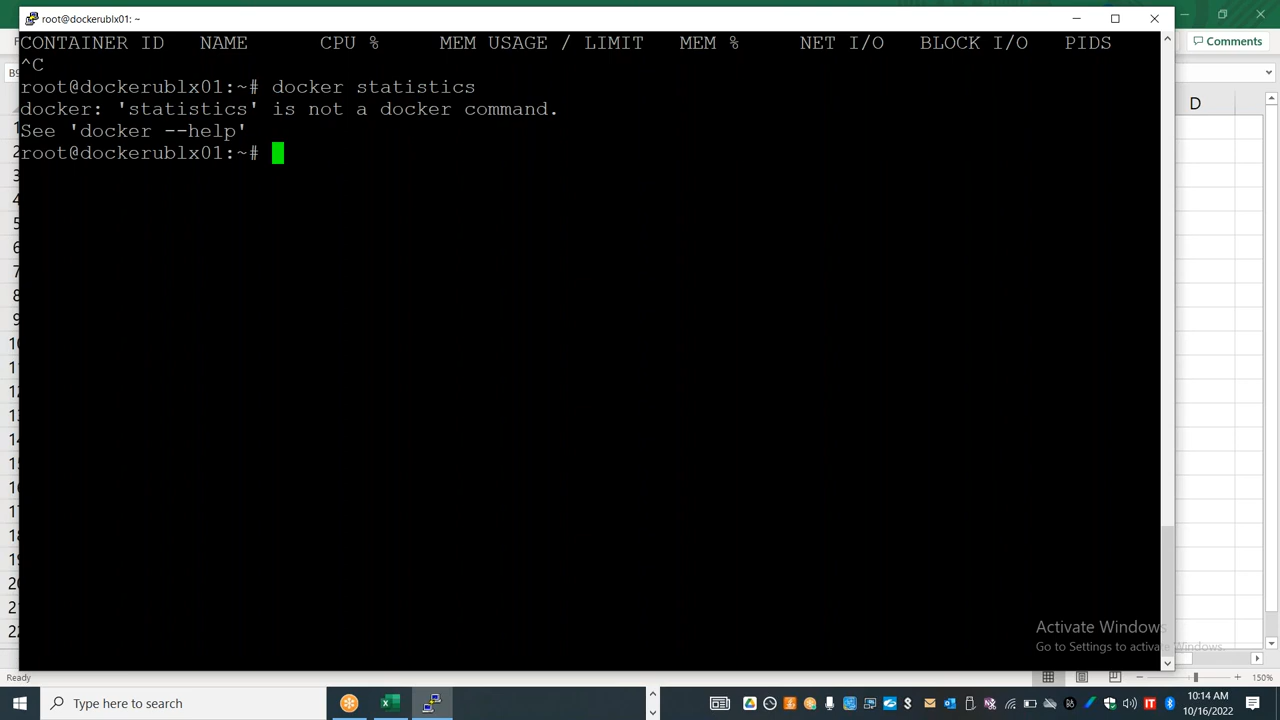 root@dockerublx01: ~
CONTAINER ID NAME CPU % MEM USAGE / LIMIT MEM % NET I/O BLOCK I/O PIDS
^C
root@dockerublx01:~# docker statistics
docker: 'statistics' is not a docker command.
See 'docker --help'
root@dockerublx01:~#
Comments
D
Activate Windows
Go to Settings to activate Windows.
Ready
150%
Type here to search
10:14 AM
10/16/2022